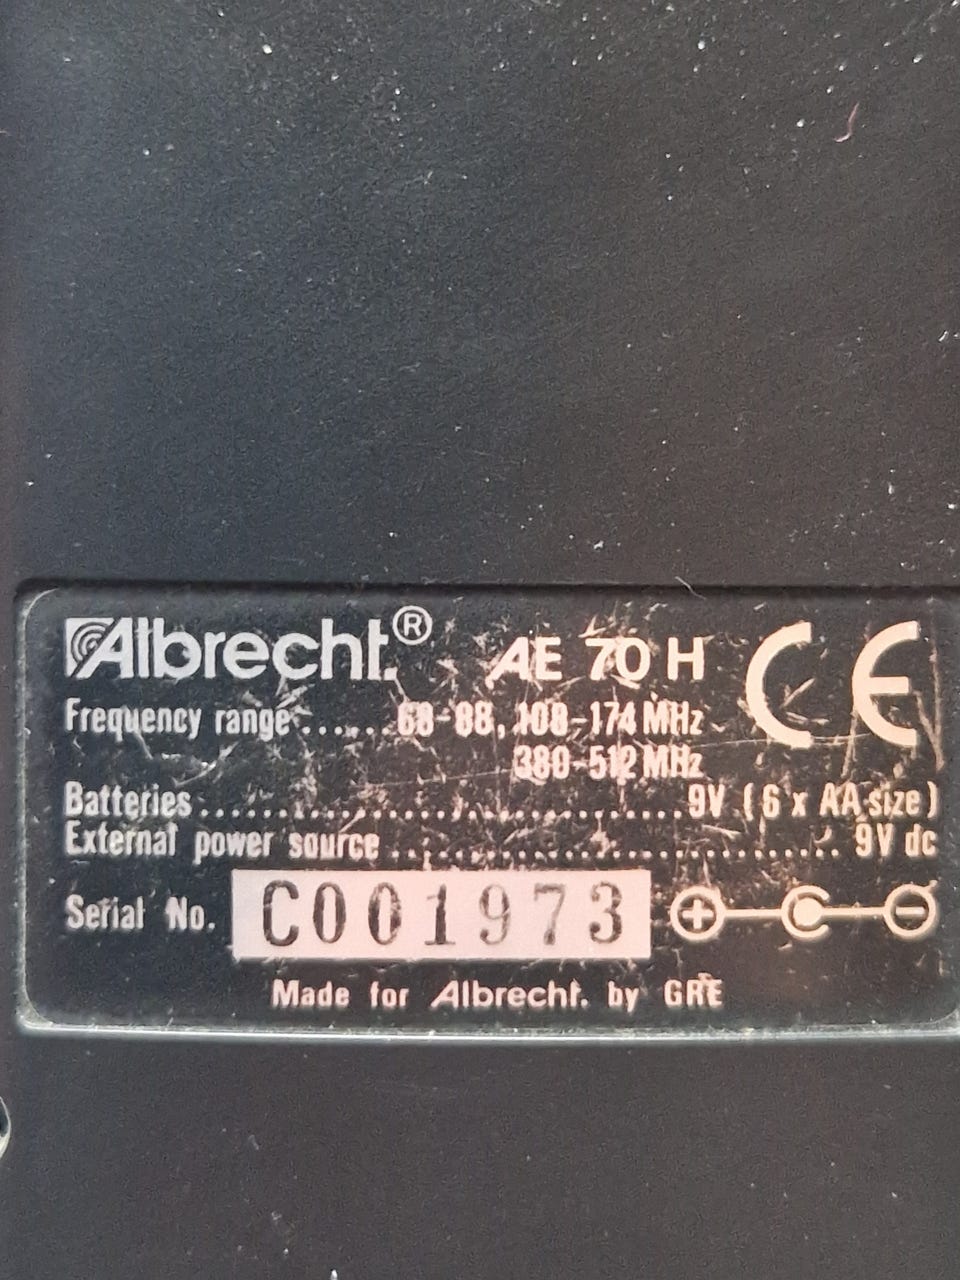 Albrecht.® AE 70 H CE
Frequency range ...... 68-88, 108-174 MHz
380-512 MHz
Batteries .................................. 9V (6 x AA size)
External power source .................................. 9V dc
Serial No. C001973
Made for Albrecht. by GRE